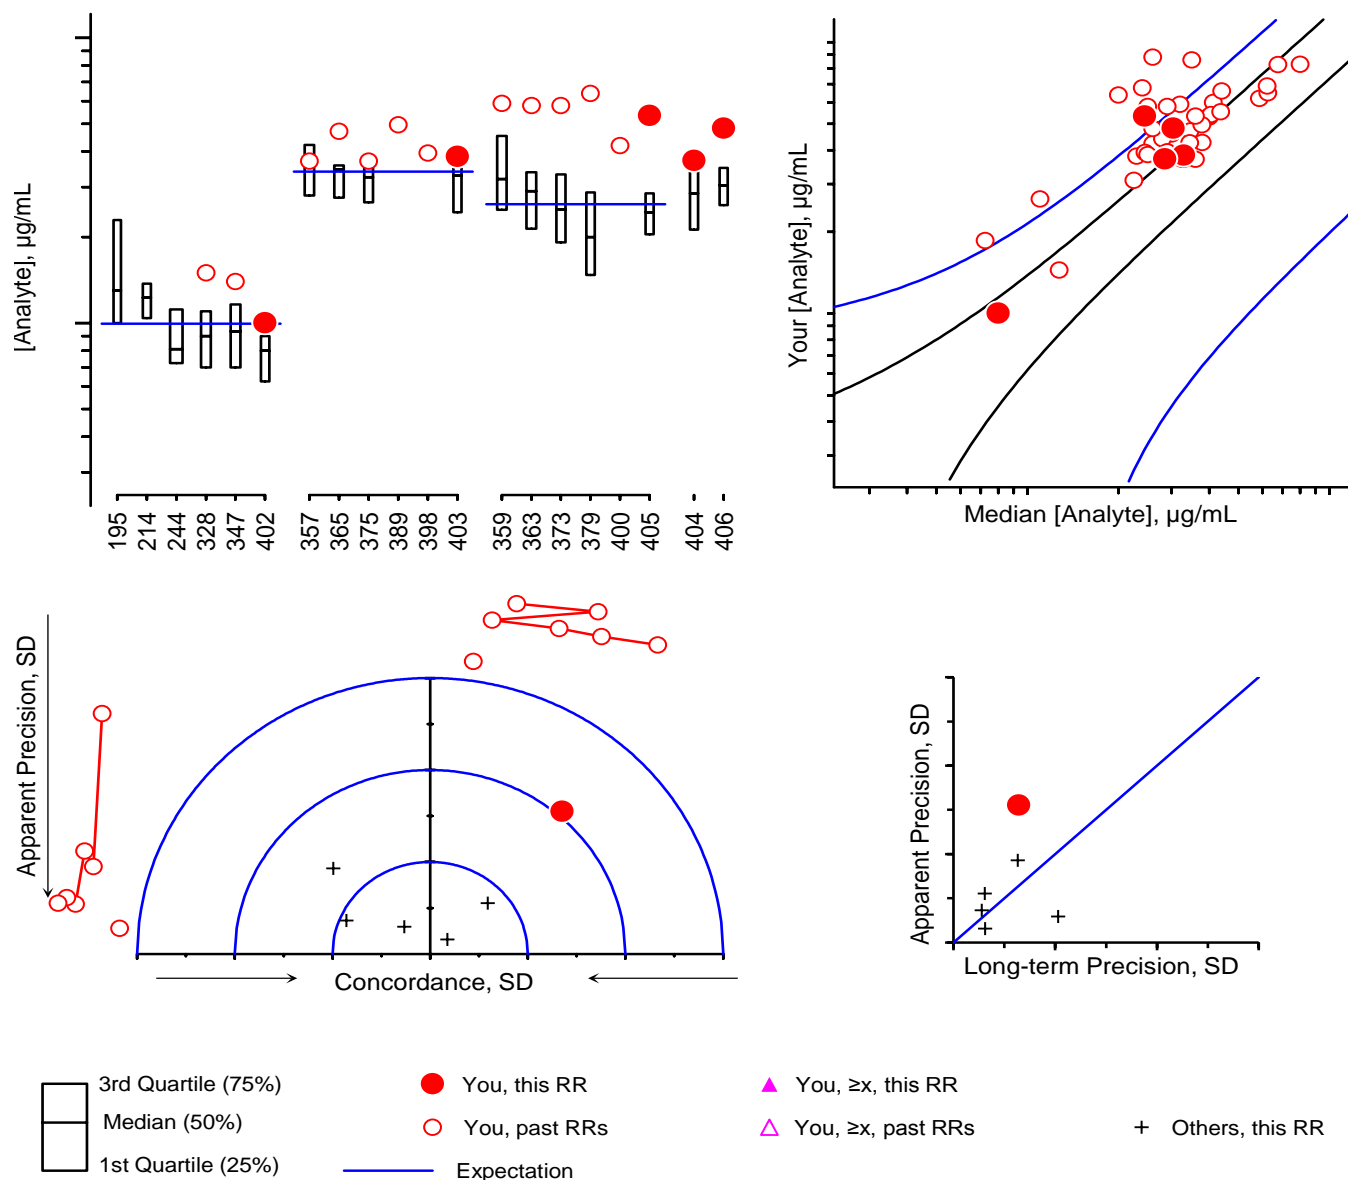 [Analyte], µg/mL
195
214
244
328
347
402
357
365
375
389
398
403
359
363
373
379
400
405
404
406
Your [Analyte], µg/mL
Median [Analyte], µg/mL
Apparent Precision, SD
Concordance, SD
Apparent Precision, SD
Long-term Precision, SD
3rd Quartile (75%)
Median (50%)
1st Quartile (25%)
You, this RR
You, past RRs
Expectation
You, ≥x, this RR
You, ≥x, past RRs
Others, this RR